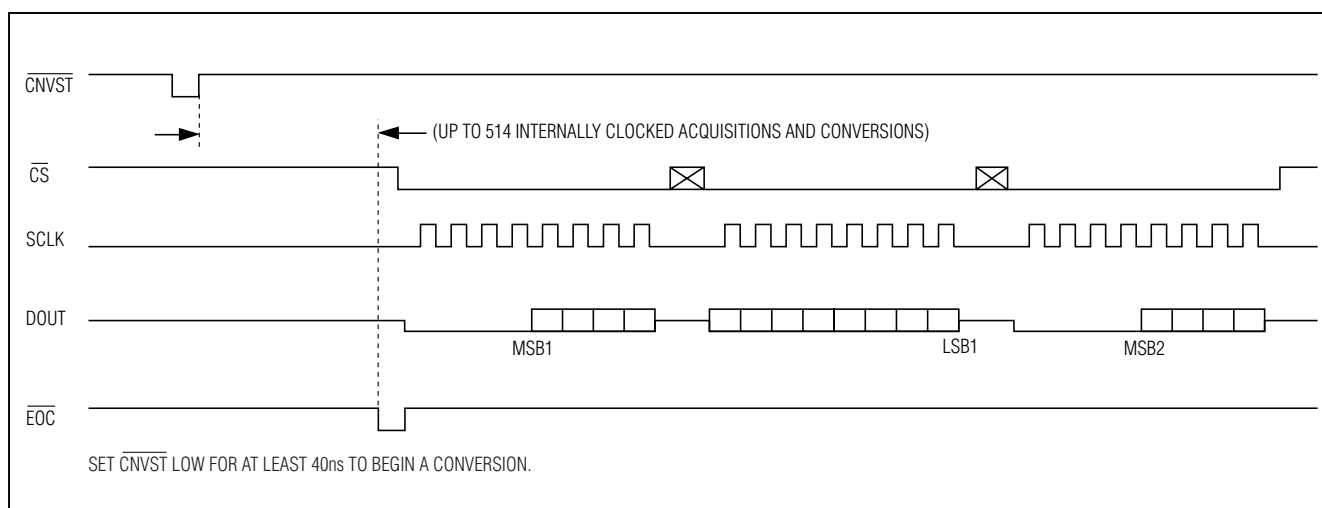 CNVST
(UP TO 514 INTERNALLY CLOCKED ACQUISITIONS AND CONVERSIONS)
CS
SCLK
DOUT
MSB1
LSB1
MSB2
EOC
SET CNVST LOW FOR AT LEAST 40ns TO BEGIN A CONVERSION.